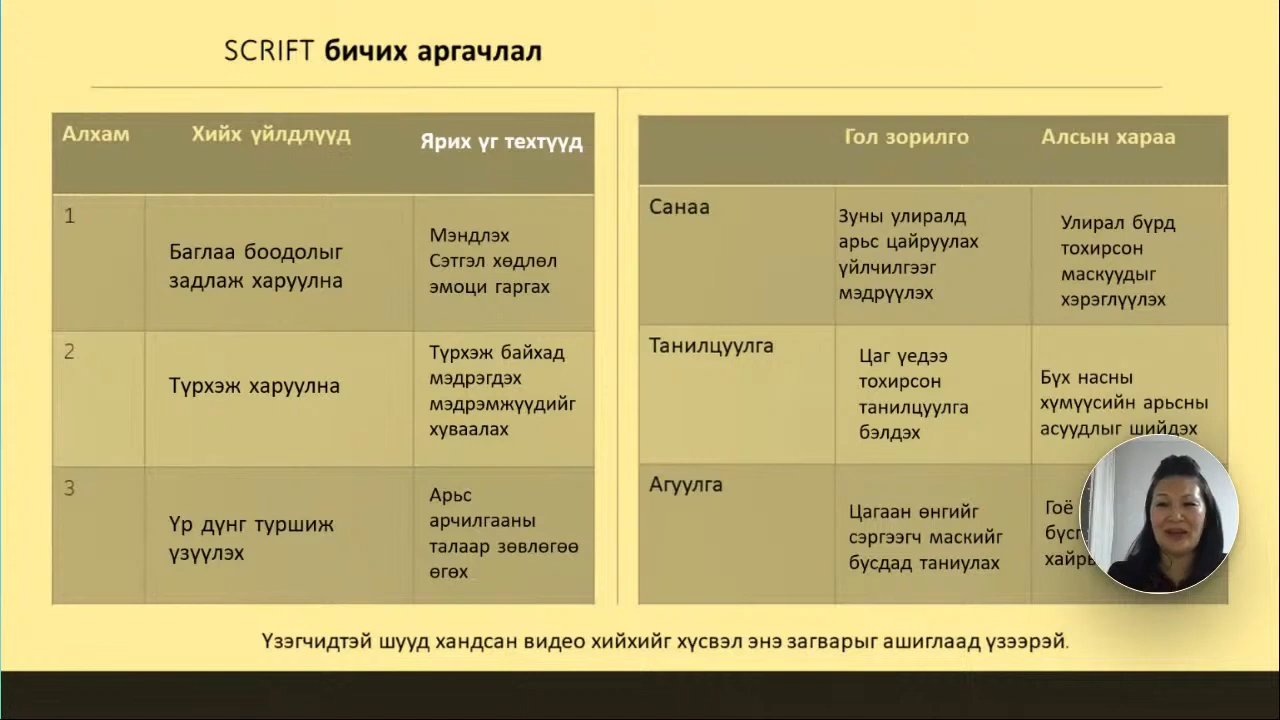 SCRIFT бичих аргачлал
Алхам
Хийх үйлдлүүд
Ярих үг техтүүд
1
Баглаа боодолыг
задлаж харуулна
Мэндлэх
Сэтгэл хөдлөл
эмоци гаргах
2
Түрхэж харуулна
Түрхэж байхад
мэдрэгдэх
мэдрэмжүүдийг
хуваалах
3
Үр дүнг туршиж
үзүүлэх
Арьс
арчилгааны
талаар зөвлөгөө
өгөх
Гол зорилго
Алсын хараа
Санаа
Зуны улиралд
арьс цайруулах
үйлчилгээг
мэдрүүлэх
Улирал бүрд
тохирсон
маскуудыг
хэрэглүүлэх
Танилцуулга
Цаг үедээ
тохирсон
танилцуулга
бэлдэх
Бүх насны
хүмүүсийн арьсны
асуудлыг шийдэх
Агуулга
Цагаан өнгийг
сэргээгч маскийг
бусдад таниулах
Гоё
Үзэгчидтэй шууд хандсан видео хийхийг хүсвэл энэ загварыг ашиглаад үзээрэй.